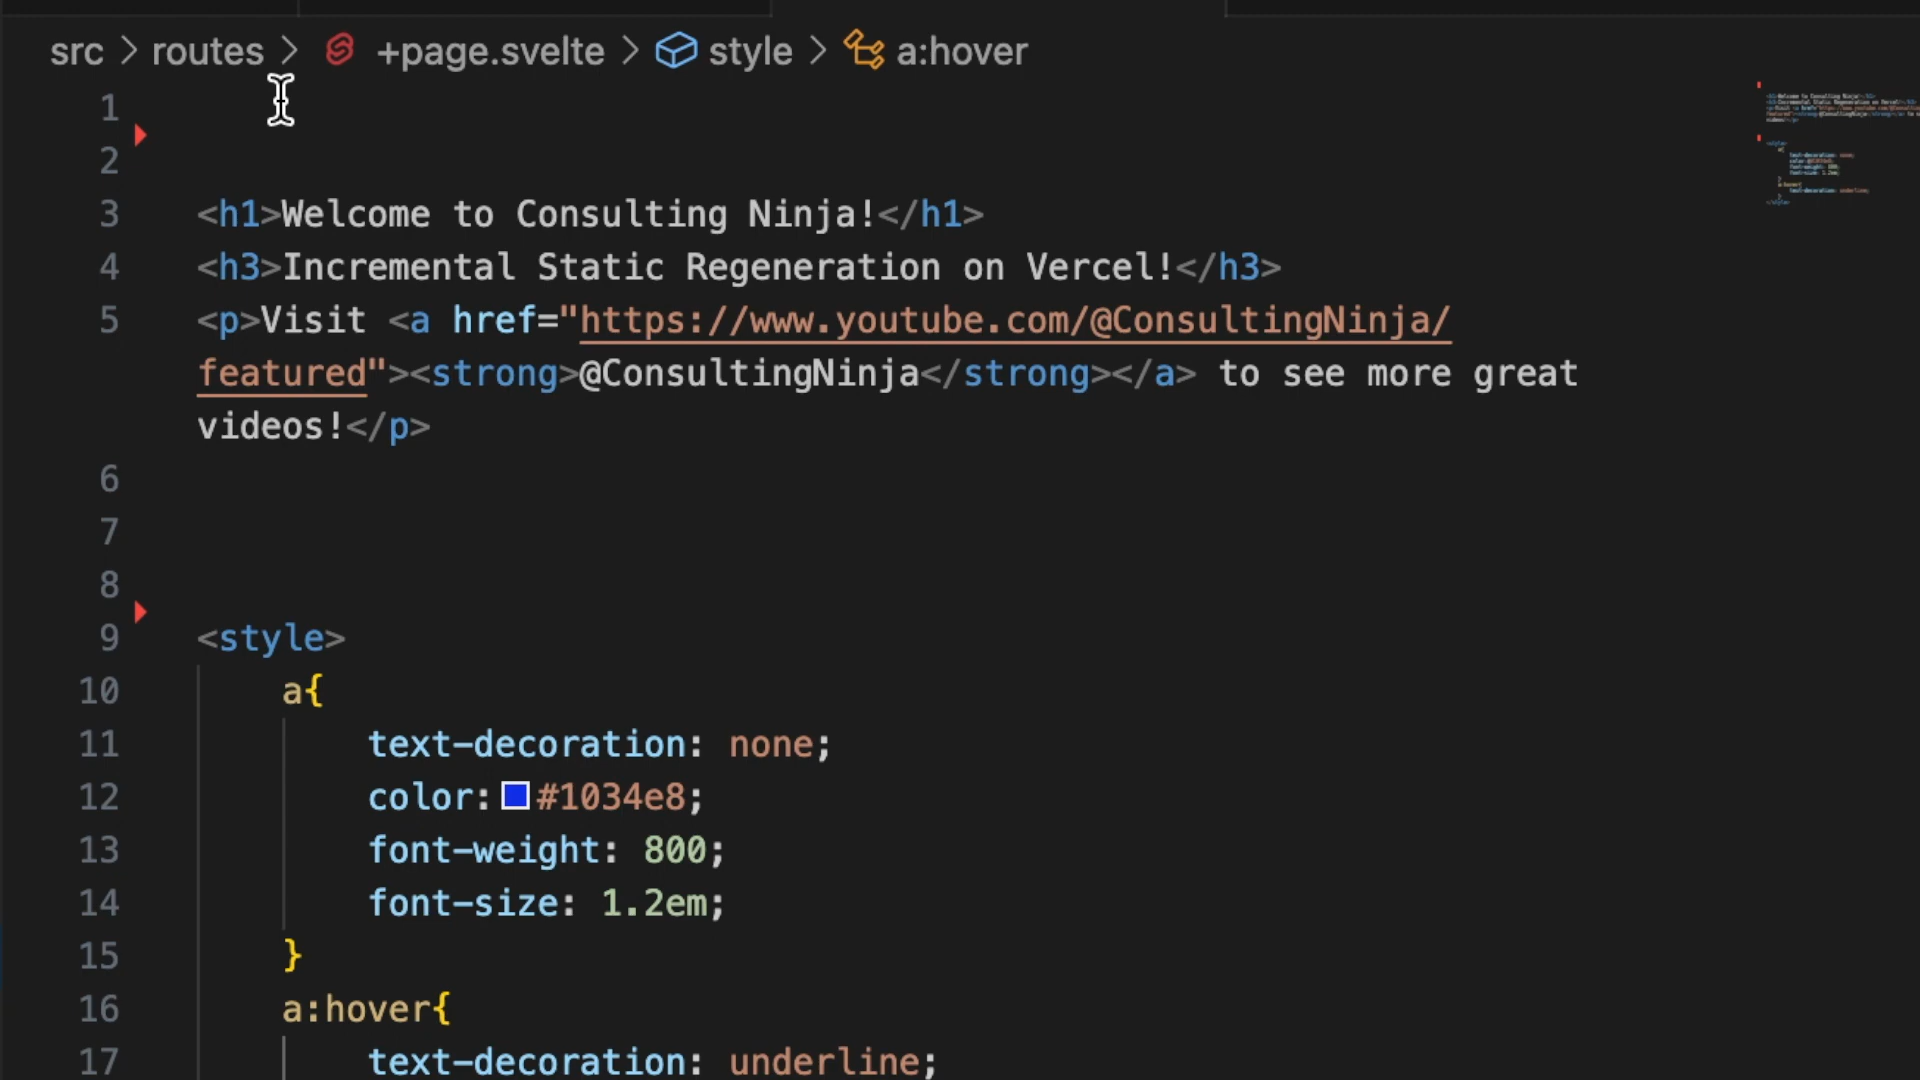 src > routes > +page.svelte > style > a:hover
1
2
3 <h1>Welcome to Consulting Ninja!</h1>
4 <h3>Incremental Static Regeneration on Vercel!</h3>
5 <p>Visit <a href="https://www.youtube.com/@ConsultingNinja/
featured"><strong>@ConsultingNinja</strong></a> to see more great
videos!</p>
6
7
8
9 <style>
10 a{
11 text-decoration: none;
12 color: #1034e8;
13 font-weight: 800;
14 font-size: 1.2em;
15 }
16 a:hover{
17 text-decoration: underline;